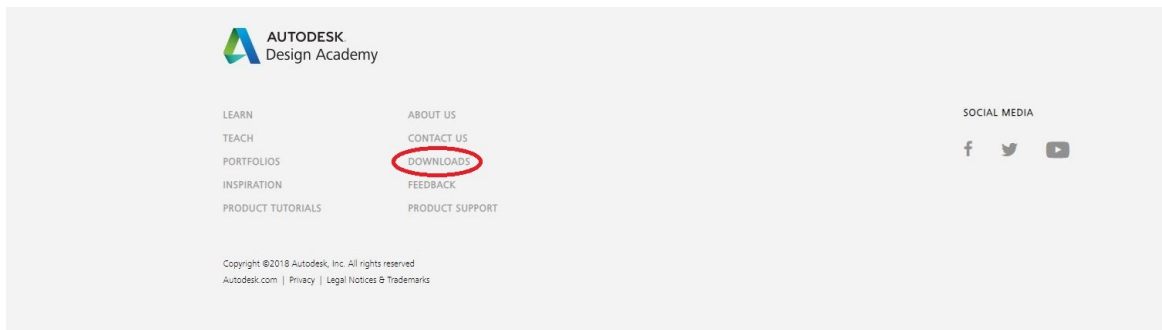 AUTODESK.
Design Academy
LEARN
TEACH
PORTFOLIOS
INSPIRATION
PRODUCT TUTORIALS
ABOUT US
CONTACT US
DOWNLOADS
FEEDBACK
PRODUCT SUPPORT
SOCIAL MEDIA
Copyright ©2018 Autodesk, Inc. All rights reserved
Autodesk.com | Privacy | Legal Notices & Trademarks